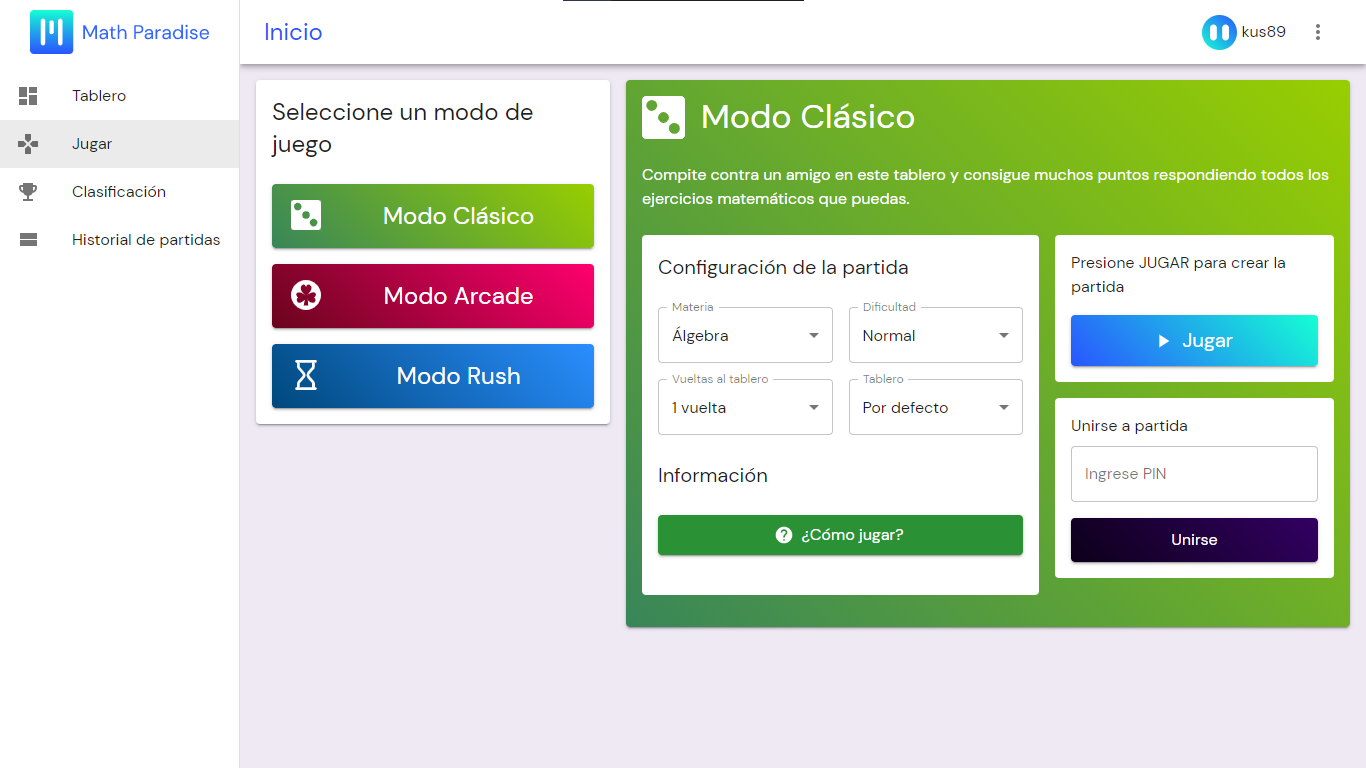 Math Paradise
Inicio
kus89
Tablero
Jugar
Clasificación
Historial de partidas
Seleccione un modo de
juego
Modo Clásico
Modo Arcade
Modo Rush
Modo Clásico
Compite contra un amigo en este tablero y consigue muchos puntos respondiendo todos los
ejercicios matemáticos que puedas.
Configuración de la partida
Materia
Álgebra
Dificultad
Normal
Vueltas al tablero
1 vuelta
Tablero
Por defecto
Información
¿Cómo jugar?
Presione JUGAR para crear la
partida
Jugar
Unirse a partida
Ingrese PIN
Unirse